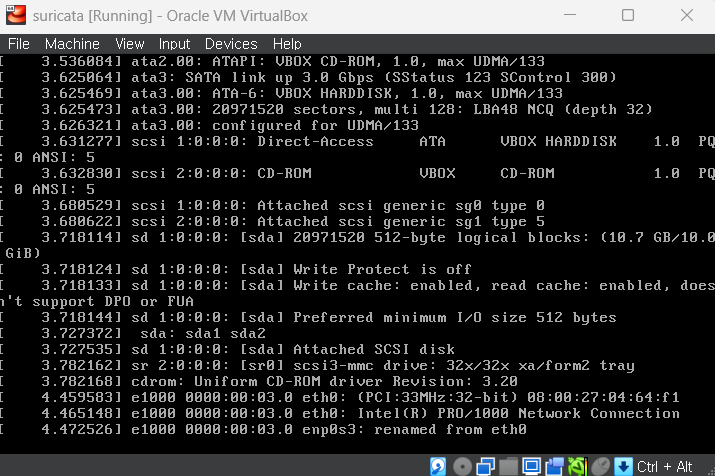 suricata [Running] - Oracle VM VirtualBox
File Machine View Input Devices Help
[    3.536084] ata2.00: ATAPI: VBOX CD-ROM, 1.0, max UDMA/133
[    3.625064] ata3: SATA link up 3.0 Gbps (SStatus 123 SControl 300)
[    3.625469] ata3.00: ATA-6: VBOX HARDDISK, 1.0, max UDMA/133
[    3.625473] ata3.00: 20971520 sectors, multi 128: LBA48 NCQ (depth 32)
[    3.626321] ata3.00: configured for UDMA/133
[    3.631277] scsi 1:0:0:0: Direct-Access     ATA      VBOX HARDDISK    1.0  PQ
: 0 ANSI: 5
[    3.632830] scsi 2:0:0:0: CD-ROM            VBOX     CD-ROM           1.0  PQ
: 0 ANSI: 5
[    3.680529] scsi 1:0:0:0: Attached scsi generic sg0 type 0
[    3.680622] scsi 2:0:0:0: Attached scsi generic sg1 type 5
[    3.718114] sd 1:0:0:0: [sda] 20971520 512-byte logical blocks: (10.7 GB/10.0
GiB)
[    3.718124] sd 1:0:0:0: [sda] Write Protect is off
[    3.718133] sd 1:0:0:0: [sda] Write cache: enabled, read cache: enabled, does
n't support DPO or FUA
[    3.718144] sd 1:0:0:0: [sda] Preferred minimum I/O size 512 bytes
[    3.727372]  sda: sda1 sda2
[    3.727535] sd 1:0:0:0: [sda] Attached SCSI disk
[    3.782162] sr 2:0:0:0: [sr0] scsi3-mmc drive: 32x/32x xa/form2 tray
[    3.782168] cdrom: Uniform CD-ROM driver Revision: 3.20
[    4.459583] e1000 0000:00:03.0 eth0: (PCI:33MHz:32-bit) 08:00:27:04:64:f1
[    4.465148] e1000 0000:00:03.0 eth0: Intel(R) PRO/1000 Network Connection
[    4.472526] e1000 0000:00:03.0 enp0s3: renamed from eth0
Ctrl + Alt